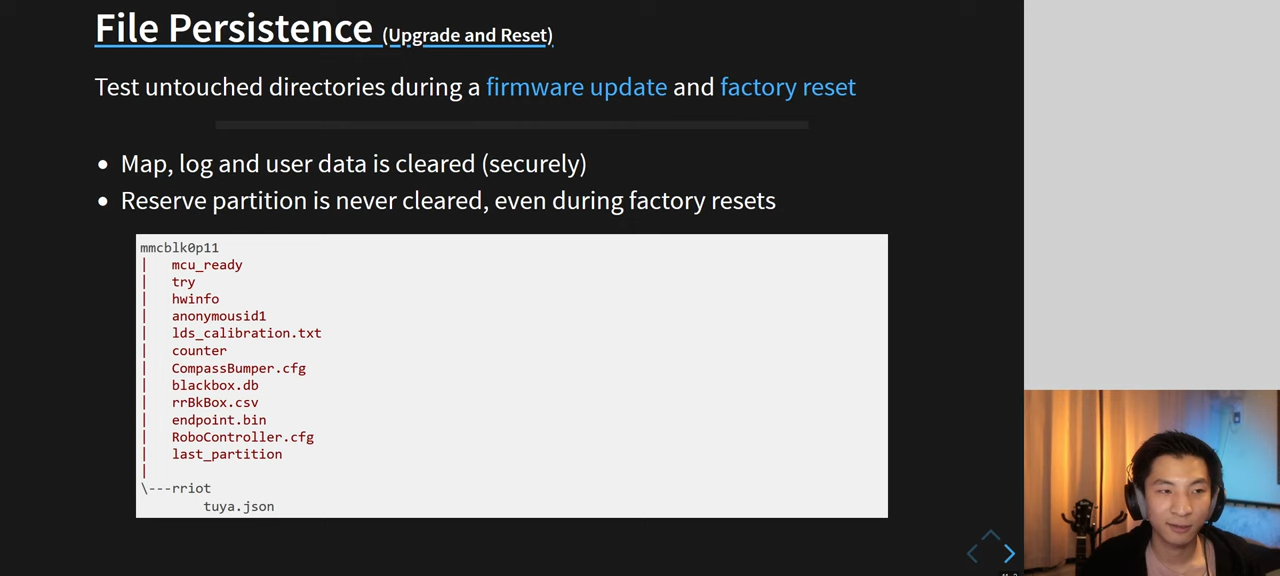 File Persistence (Upgrade and Reset)
Test untouched directories during a firmware update and factory reset
• Map, log and user data is cleared (securely)
• Reserve partition is never cleared, even during factory resets
mmcblk0p11
|   mcu_ready
|   try
|   hwinfo
|   anonymousid1
|   lds_calibration.txt
|   counter
|   CompassBumper.cfg
|   blackbox.db
|   rrBkBox.csv
|   endpoint.bin
|   RoboController.cfg
|   last_partition
|
\---rriot
        tuya.json